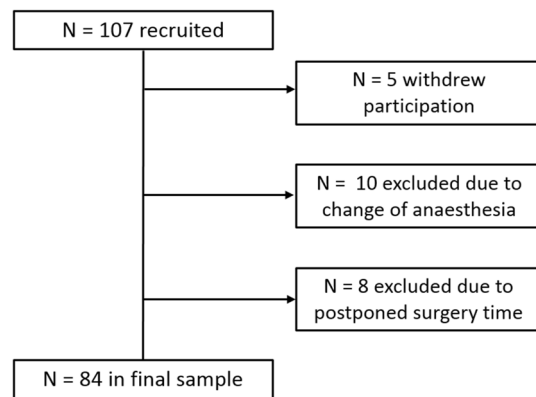 N = 107 recruited
N = 5 withdrew
participation
N =  10 excluded due to
change of anaesthesia
N = 8 excluded due to
postponed surgery time
N = 84 in final sample